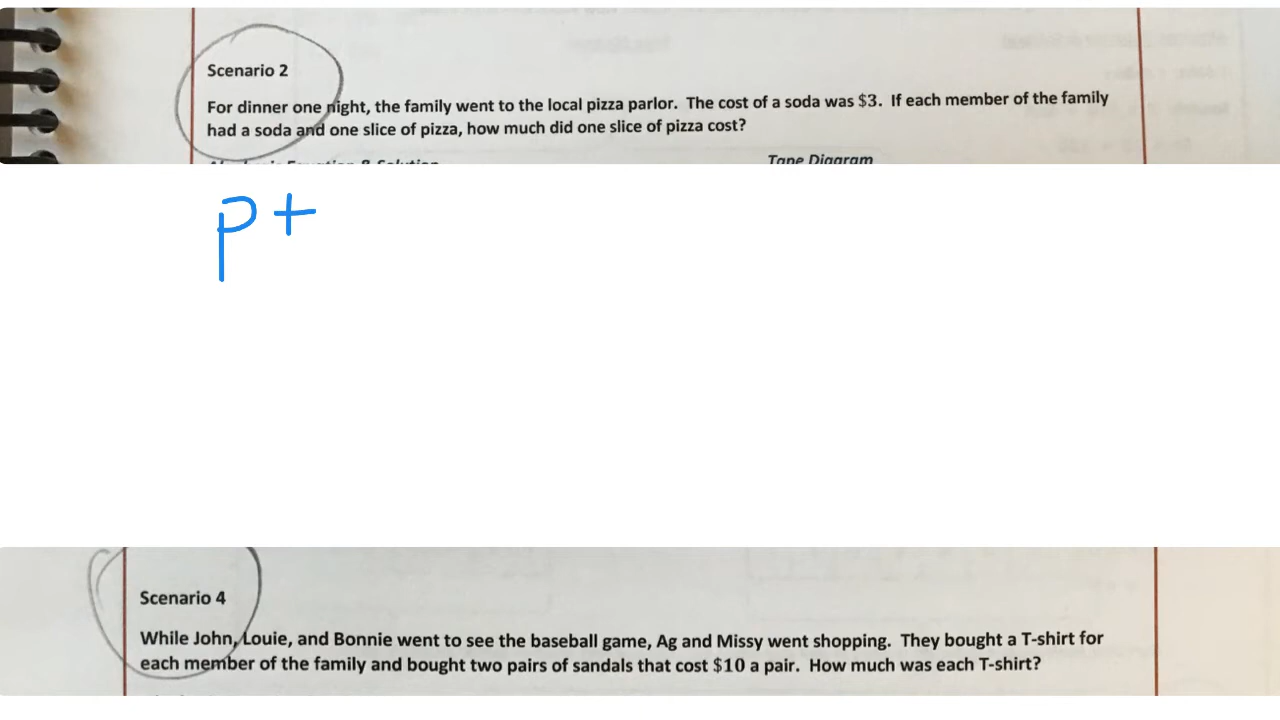 Scenario 2
For dinner one night, the family went to the local pizza parlor. The cost of a soda was $3. If each member of the family
had a soda and one slice of pizza, how much did one slice of pizza cost?
Tape Diagram
P +
Scenario 4
While John, Louie, and Bonnie went to see the baseball game, Ag and Missy went shopping. They bought a T-shirt for
each member of the family and bought two pairs of sandals that cost $10 a pair. How much was each T-shirt?